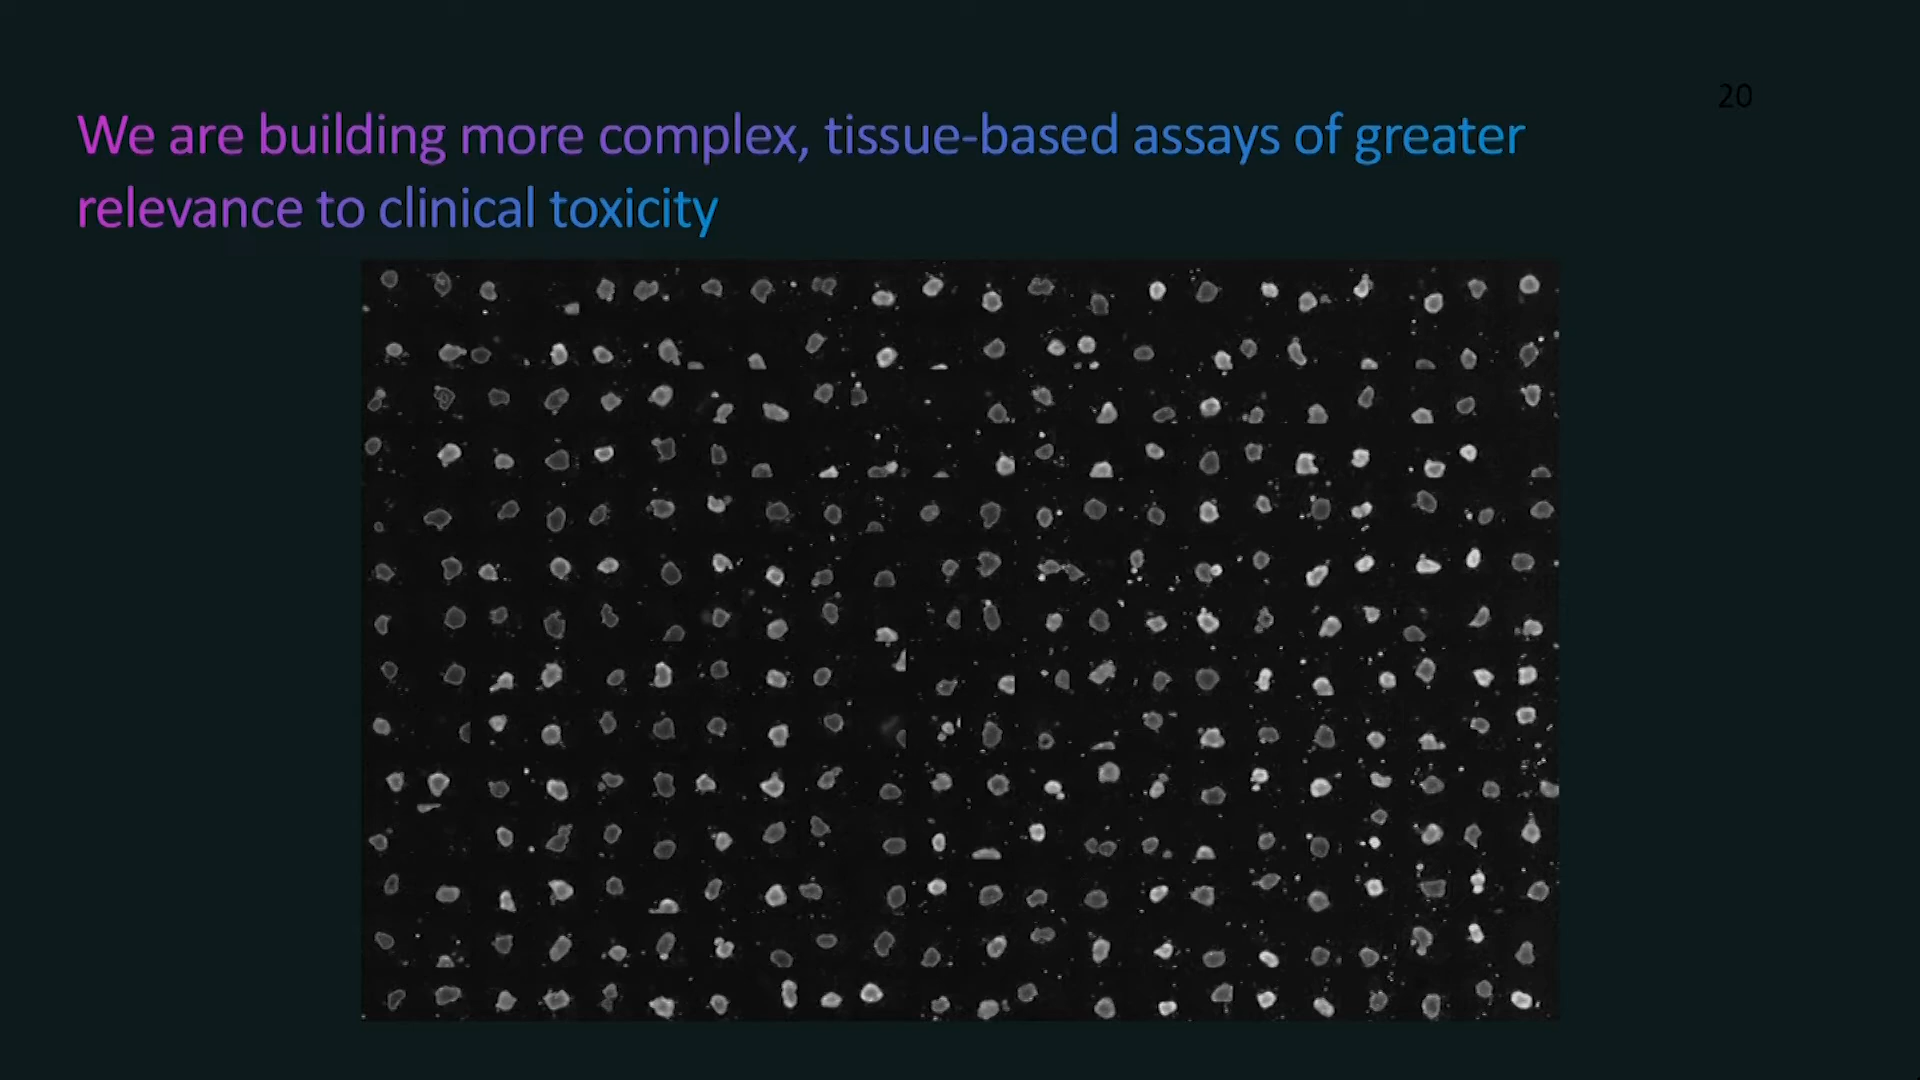 20
We are building more complex, tissue-based assays of greater
relevance to clinical toxicity